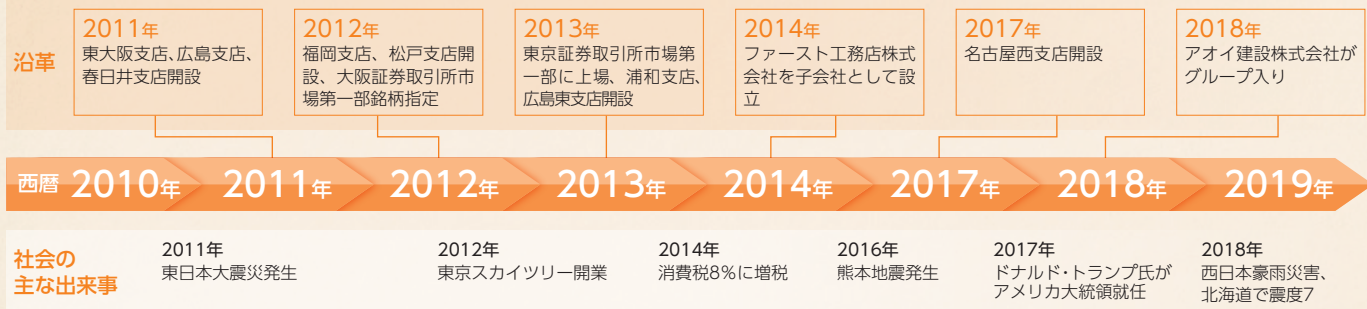 沿革
2011年
東大阪支店、広島支店、
春日井支店開設
2012年
福岡支店、松戸支店開
設、大阪証券取引所市
場第一部銘柄指定
2013年
東京証券取引所市場第
一部に上場、浦和支店、
広島東支店開設
2014年
ファースト工務店株式
会社を子会社として設
立
2017年
名古屋西支店開設
2018年
アオイ建設株式会社が
グループ入り
西暦 2010年 2011年 2012年 2013年 2014年 2017年 2018年 2019年
社会の
主な出来事
2011年
東日本大震災発生
2012年
東京スカイツリー開業
2014年
消費税8%に増税
2016年
熊本地震発生
2017年
ドナルド・トランプ氏が
アメリカ大統領就任
2018年
西日本豪雨災害、
北海道で震度7